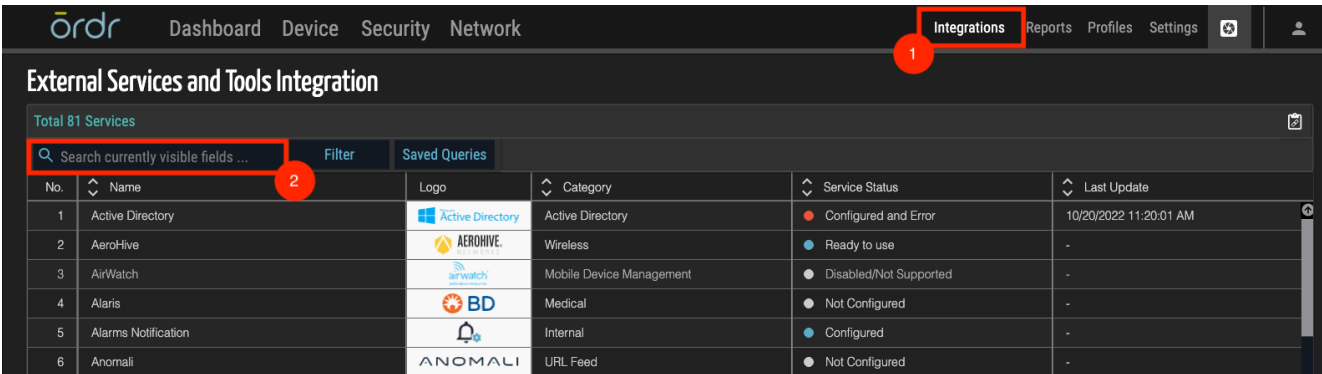 ōrdr Dashboard Device Security Network Integrations Reports Profiles Settings
1
External Services and Tools Integration
Total 81 Services
Search currently visible fields ... Filter Saved Queries
2
No. Name Logo Category Service Status Last Update
1 Active Directory Active Directory Active Directory Configured and Error 10/20/2022 11:20:01 AM
2 AeroHive AEROHIVE. NETWORKS Wireless Ready to use -
3 AirWatch airwatch Mobile Device Management Disabled/Not Supported -
4 Alaris BD Medical Not Configured -
5 Alarms Notification Internal Configured -
6 Anomali ANOMALI URL Feed Not Configured -